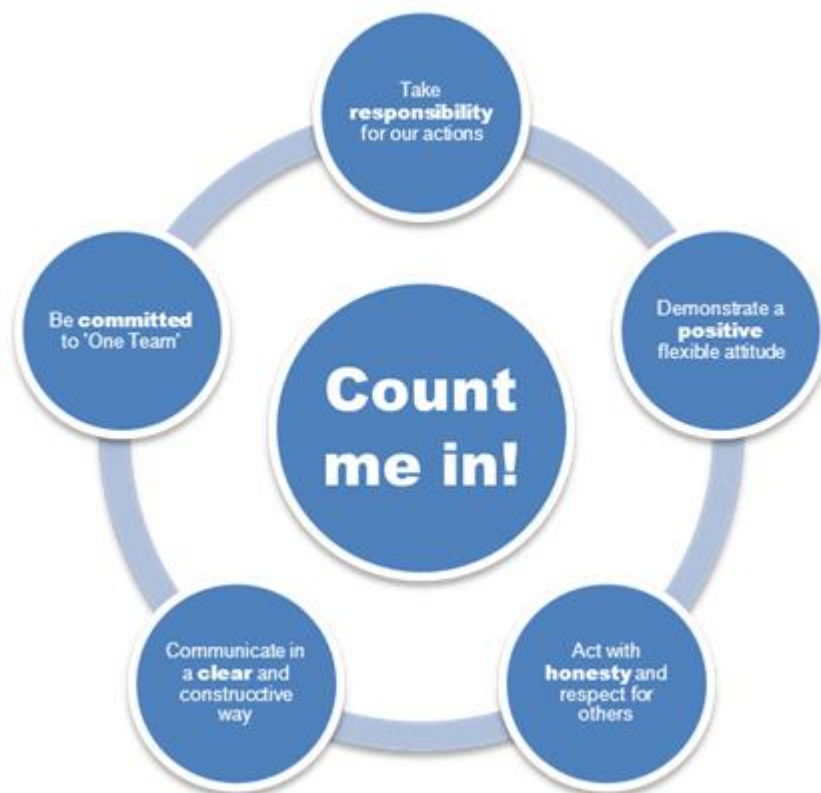 Take
responsibility
for our actions
Demonstrate a
positive
flexible attitude
Act with
honesty and
respect for
others
Communicate in
a clear and
construcctive
way
Be committed
to 'One Team'
Count
me in!